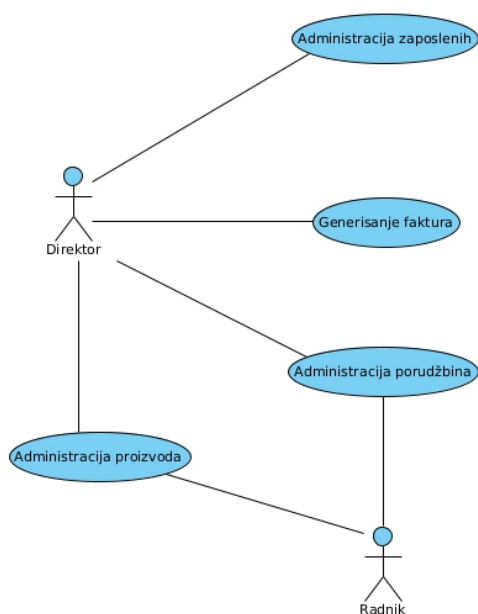 Administracija zaposlenih
Generisanje faktura
Direktor
Administracija porudžbina
Administracija proizvoda
Radnik